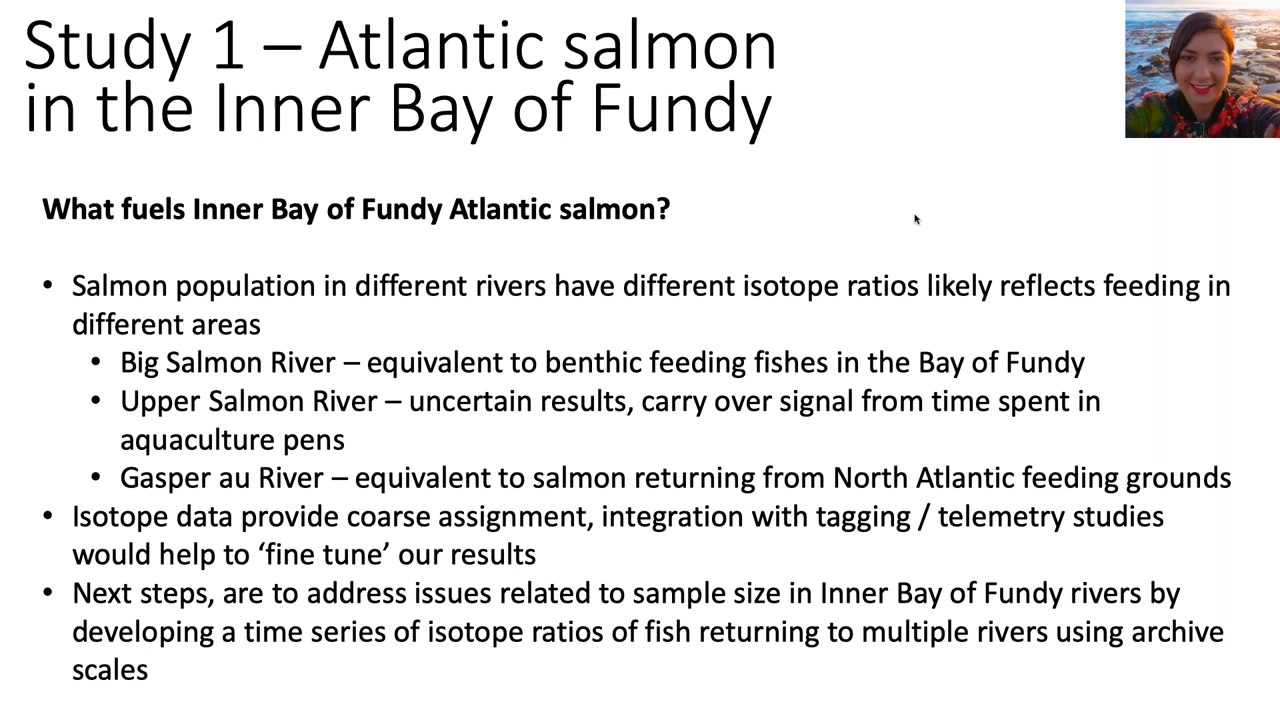 Study 1 – Atlantic salmon
in the Inner Bay of Fundy
What fuels Inner Bay of Fundy Atlantic salmon?
• Salmon population in different rivers have different isotope ratios likely reflects feeding in
different areas
• Big Salmon River – equivalent to benthic feeding fishes in the Bay of Fundy
• Upper Salmon River – uncertain results, carry over signal from time spent in
aquaculture pens
• Gasper au River – equivalent to salmon returning from North Atlantic feeding grounds
• Isotope data provide coarse assignment, integration with tagging / telemetry studies
would help to ‘fine tune’ our results
• Next steps, are to address issues related to sample size in Inner Bay of Fundy rivers by
developing a time series of isotope ratios of fish returning to multiple rivers using archive
scales